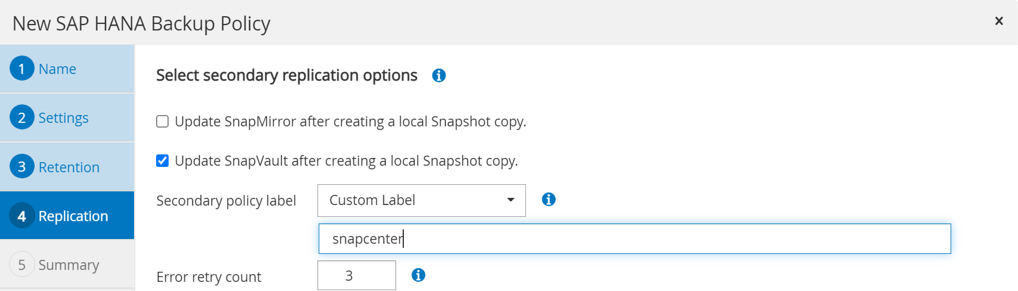 New SAP HANA Backup Policy ×
1 Name
2 Settings
3 Retention
4 Replication
5 Summary
Select secondary replication options i
Update SnapMirror after creating a local Snapshot copy.
Update SnapVault after creating a local Snapshot copy.
Secondary policy label Custom Label i
snapcenter
Error retry count 3 i